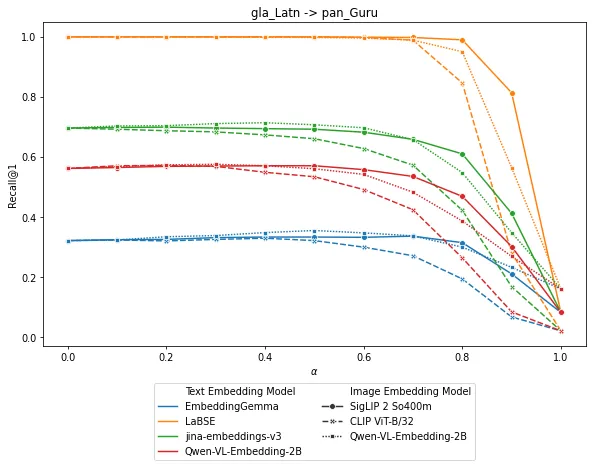 gla_Latn -> pan_Guru
Recall@1
1.0
0.8
0.6
0.4
0.2
0.0
0.0 0.2 0.4 0.6 0.8 1.0
α
Text Embedding Model
EmbeddingGemma
LaBSE
jina-embeddings-v3
Qwen-VL-Embedding-2B
Image Embedding Model
SigLIP 2 So400m
CLIP ViT-B/32
Qwen-VL-Embedding-2B